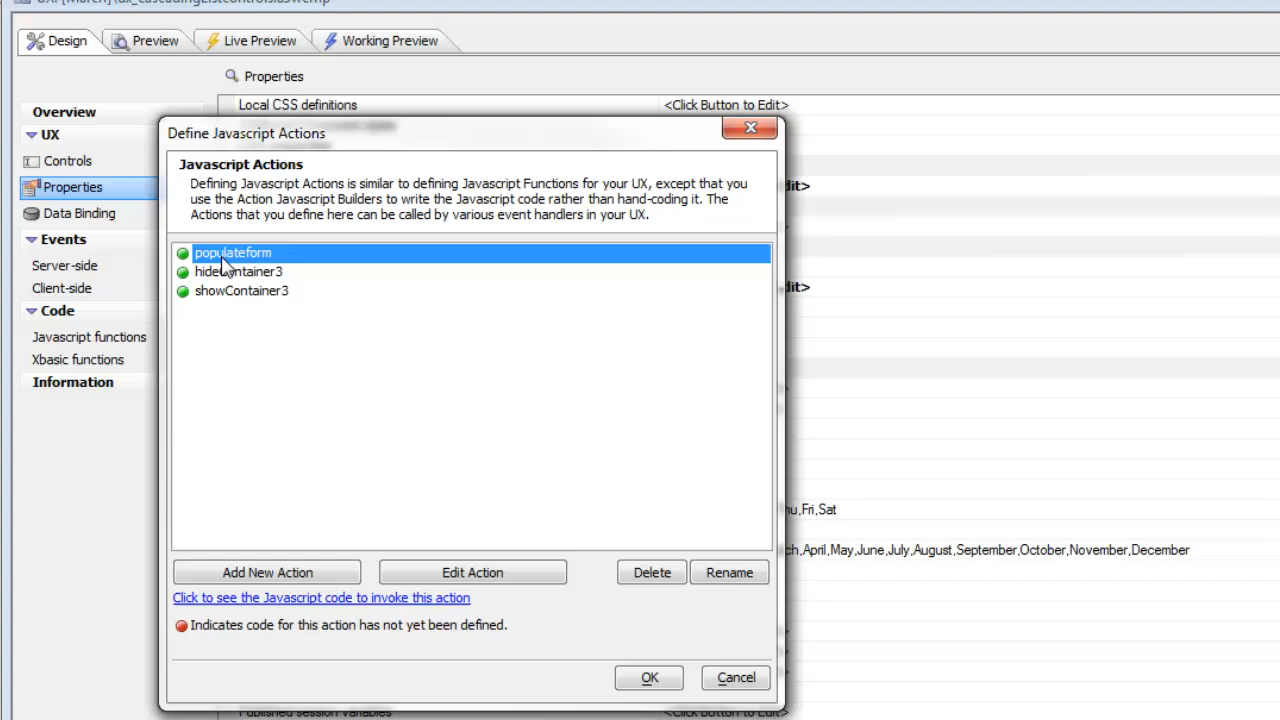 Design
Preview
Live Preview
Working Preview
Properties
Overview
UX
Controls
Properties
Data Binding
Events
Server-side
Client-side
Code
Javascript functions
Xbasic functions
Information
Local CSS definitions
<Click Button to Edit>
dit>
dit>
hu,Fri,Sat
ch,April,May,June,July,August,September,October,November,December
Define Javascript Actions
Javascript Actions
Defining Javascript Actions is similar to defining Javascript Functions for your UX, except that you
use the Action Javascript Builders to write the Javascript code rather than hand-coding it. The
Actions that you define here can be called by various event handlers in your UX.
populateform
hideContainer3
showContainer3
Add New Action
Edit Action
Delete
Rename
Click to see the Javascript code to invoke this action
Indicates code for this action has not yet been defined.
OK
Cancel
Published session variables
<Click Button to Edit>